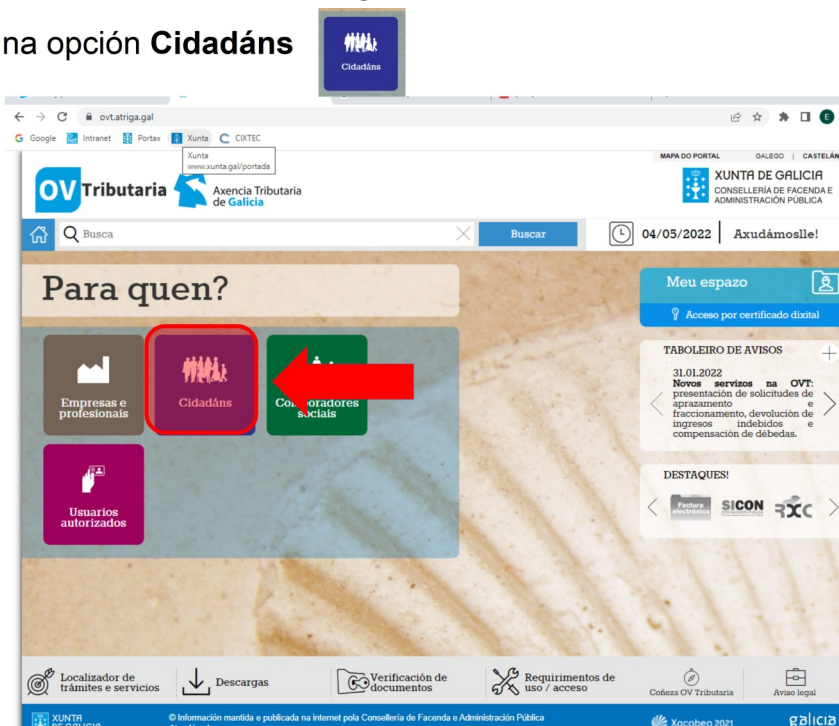 na opción Cidadáns
Cidadáns
ovt.atriga.gal
E
Google Intranet Portax Xunta CIXTEC
Xunta
www.xunta.gal/portada
MAPA DO PORTAL GALEGO | CASTELÁN
OV Tributaria
Axencia Tributaria
de Galicia
XUNTA DE GALICIA
CONSELLERÍA DE FACENDA E
ADMINISTRACIÓN PÚBLICA
Busca
Buscar
04/05/2022 Axudámoslle!
Para quen?
Meu espazo
Acceso por certificado dixital
Empresas e
profesionais
Cidadáns
Colaboradores
sociais
Usuarios
autorizados
TABOLEIRO DE AVISOS
31.01.2022
Novos servizos na OVT:
presentación de solicitudes de
aprazamento e
fraccionamento, devolución de
ingresos indebidos e
compensación de débedas.
DESTAQUES!
Factura
electrónica
SICON
Localizador de
trámites e servicios
Descargas
Verificación de
documentos
Requirimentos de
uso / acceso
Coñeza OV Tributaria
Aviso legal
XUNTA
DE GALICIA
© Información mantida e publicada na internet pola Consellería de Facenda e Administración Pública
Xacobeo 2021
galicia